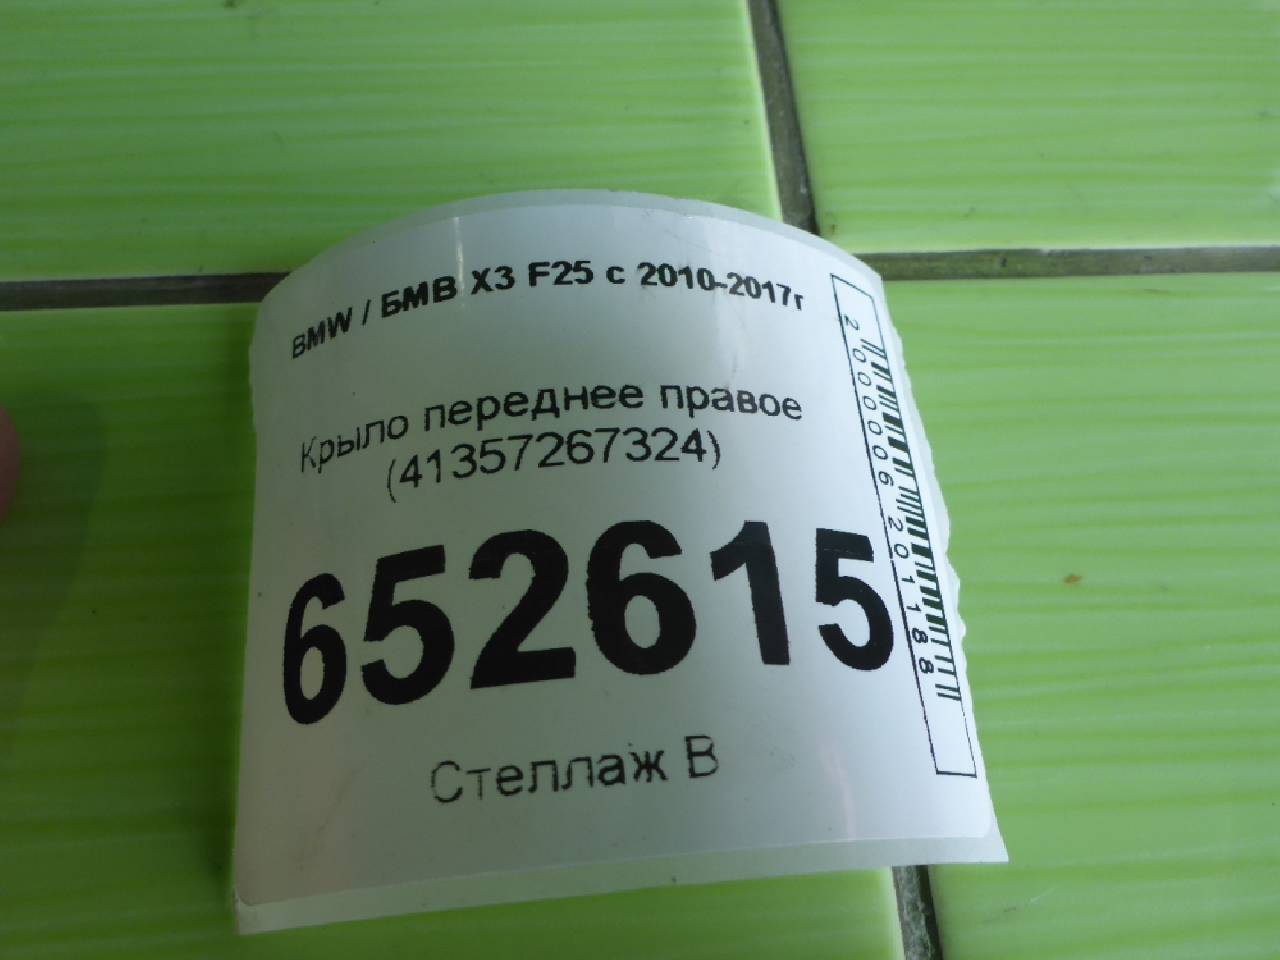 BMW / БМВ X3 F25 с 2010-2017г
Крыло переднее правое
(41357267324)
652615
Стеллаж В
2000006201188